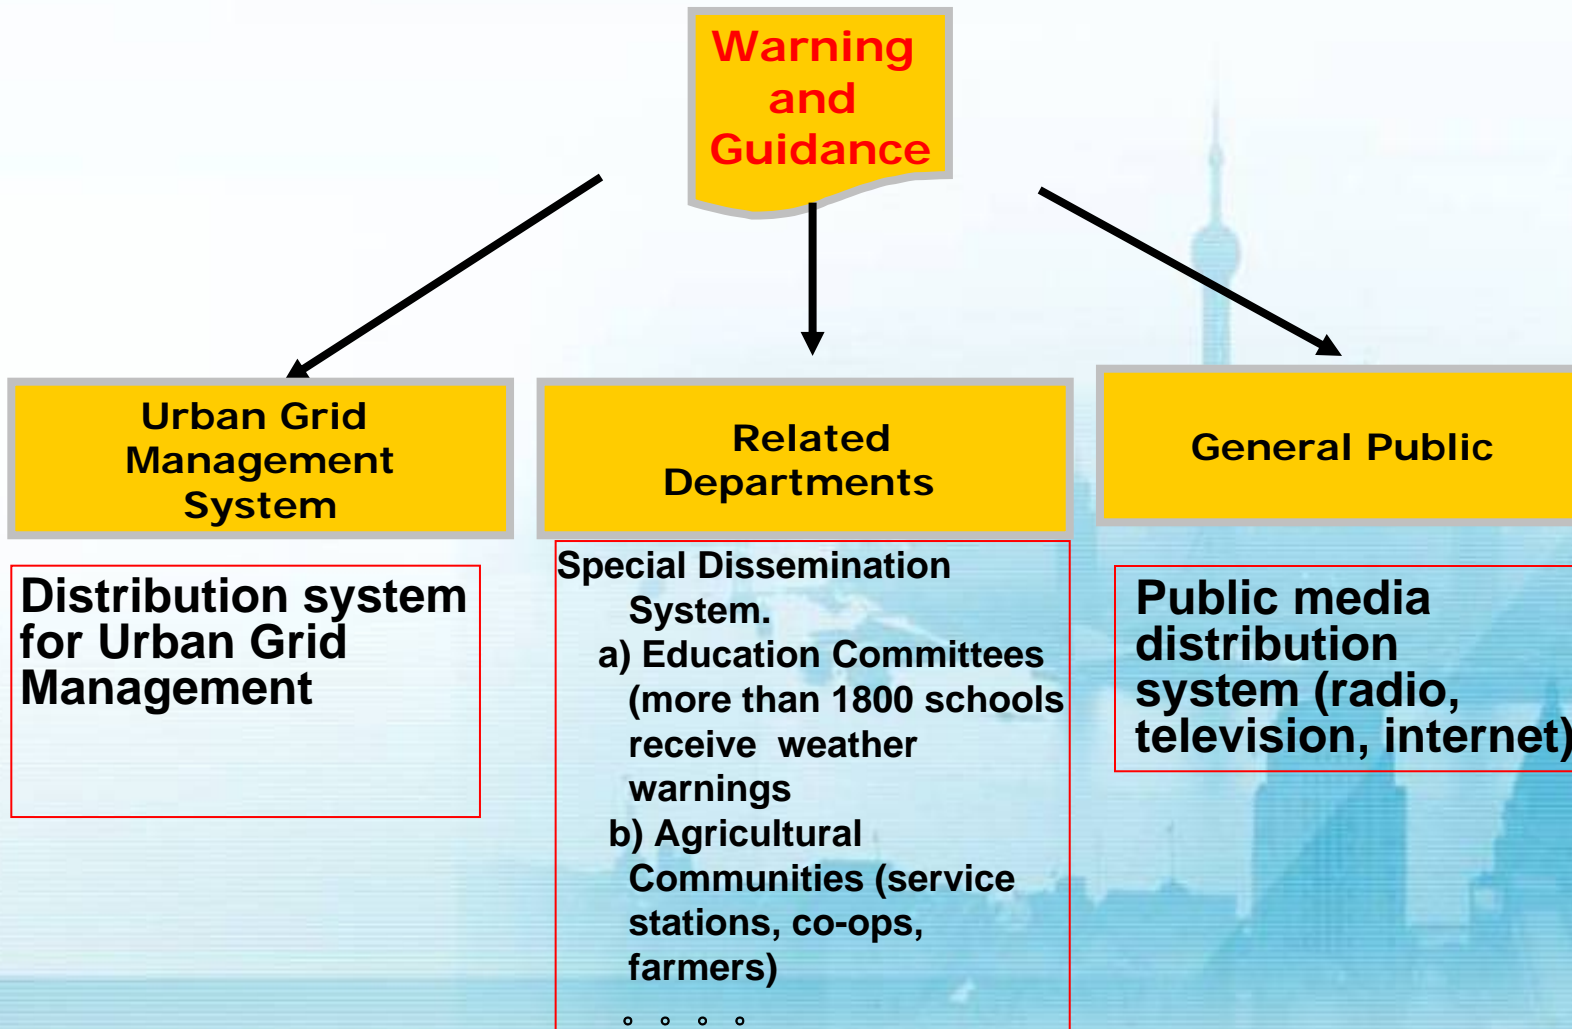 Warning
and
Guidance
Urban Grid
Management
System
Distribution system
for Urban Grid
Management
Related
Departments
Special Dissemination
System.
a) Education Committees
(more than 1800 schools
receive weather
warnings
b) Agricultural
Communities (service
stations, co-ops,
farmers)
。。。。
General Public
Public media
distribution
system (radio,
television, internet)